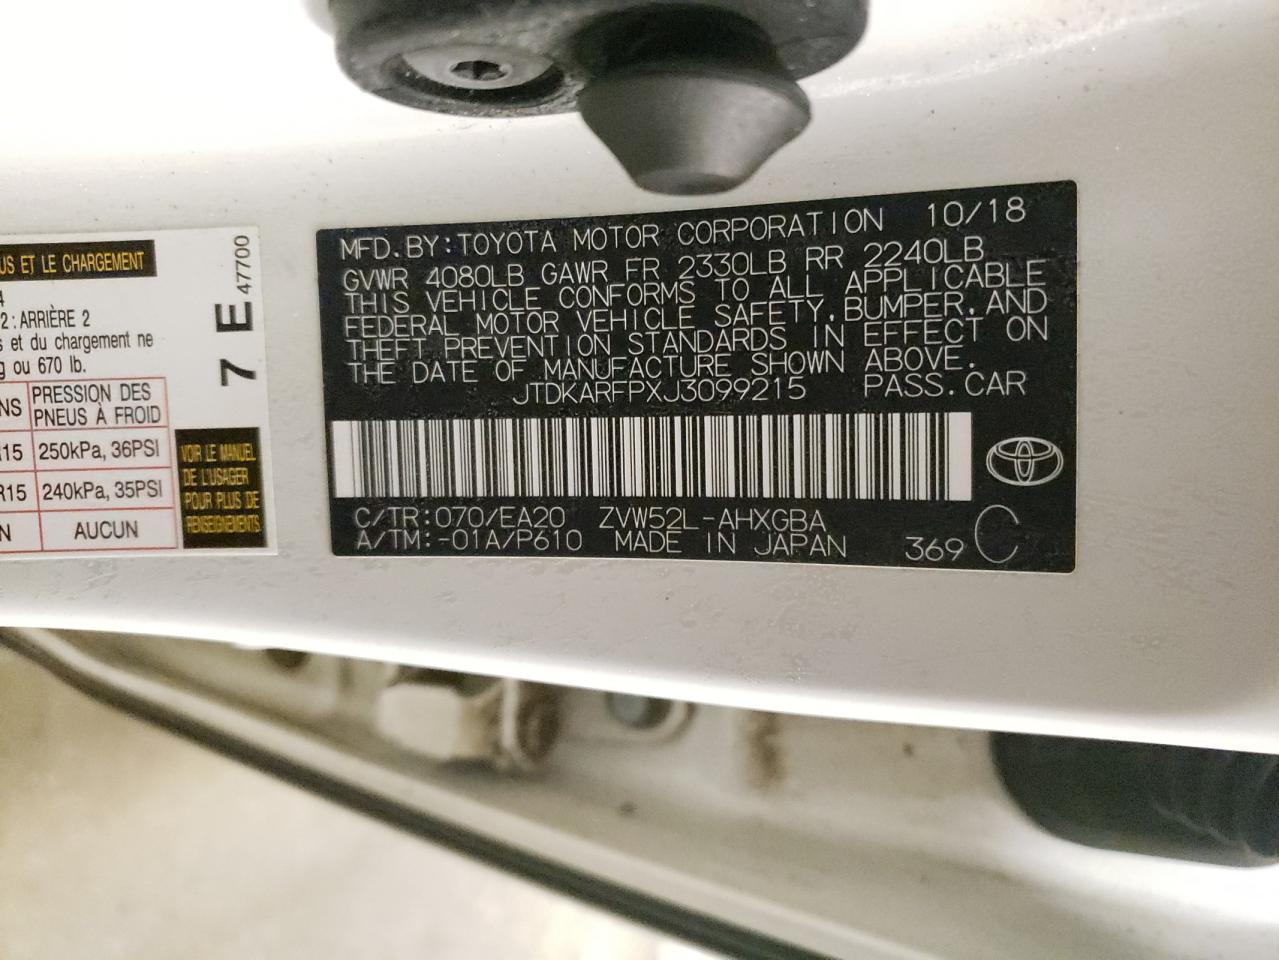 US ET LE CHARGEMENT
4
2 : ARRIÈRE 2
s et du chargement ne
g ou 670 lb.
NS PRESSION DES PNEUS À FROID
R15 250kPa, 36PSI
R15 240kPa, 35PSI
N AUCUN
7 E 47700
VOIR LE MANUEL
DE L'USAGER
POUR PLUS DE
RENSEIGNEMENTS
MFD. BY: TOYOTA MOTOR CORPORATION 10/18
GVWR 4080LB GAWR FR 2330LB RR 2240LB
THIS VEHICLE CONFORMS TO ALL APPLICABLE
FEDERAL MOTOR VEHICLE SAFETY, BUMPER, AND
THEFT PREVENTION STANDARDS IN EFFECT ON
THE DATE OF MANUFACTURE SHOWN ABOVE.
JTDKARFPXJ3099215 PASS. CAR
C/TR: 070/EA20 ZVW52L-AHXGBA
A/TM: -01A/P610 MADE IN JAPAN 369 C